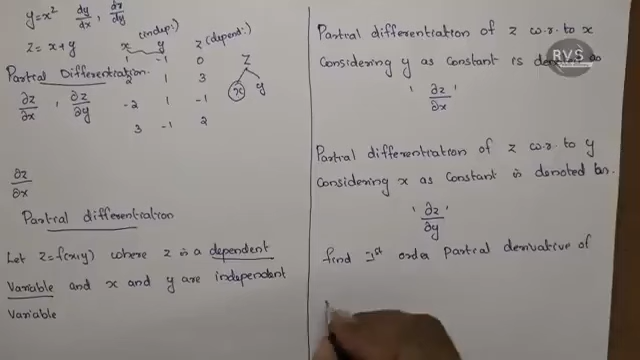 y=x² dy/dx, dx/dy
z=x+y
x (indep:) y z (depend:)
1 -1 0
2 1 3
-2 1 -1
3 -1 2
z
x y
Partial Differentiation
∂z/∂x , ∂z/∂y
∂z/∂x
Partial differentiation
Let z=f(x,y) where z is a dependent
Variable and x and y are independent
Variable
Partial differentiation of z w.r.to x
Considering y as Constant is
RVS
' ∂z/∂x '
Partial differentiation of z w.r.to y
Considering x as Constant is denoted as
' ∂z/∂y '
find 1st order Partial derivative of